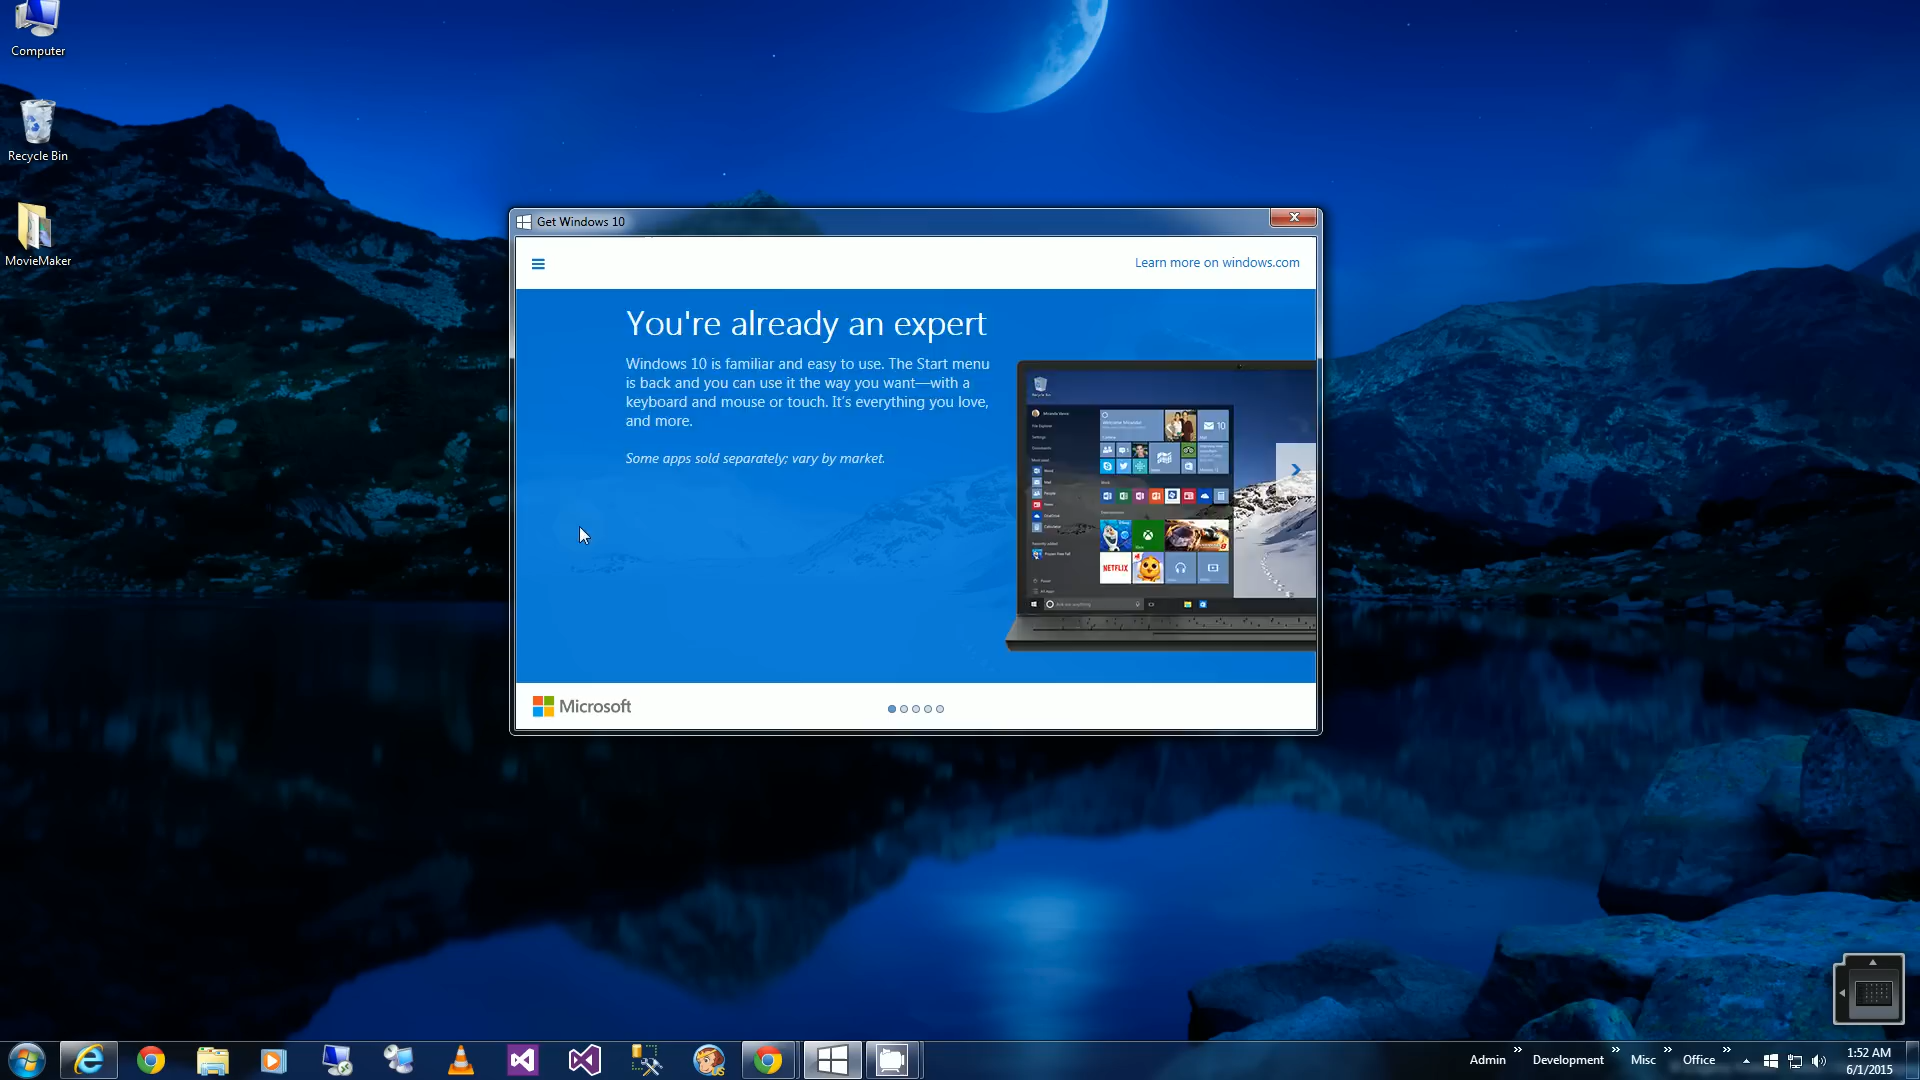 Computer
Recycle Bin
MovieMaker
Get Windows 10
Learn more on windows.com
You're already an expert
Windows 10 is familiar and easy to use. The Start menu
is back and you can use it the way you want—with a
keyboard and mouse or touch. It's everything you love,
and more.
Some apps sold separately; vary by market.
10
NETFLIX
Microsoft
Admin
Development
Misc
Office
1:52 AM
6/1/2015